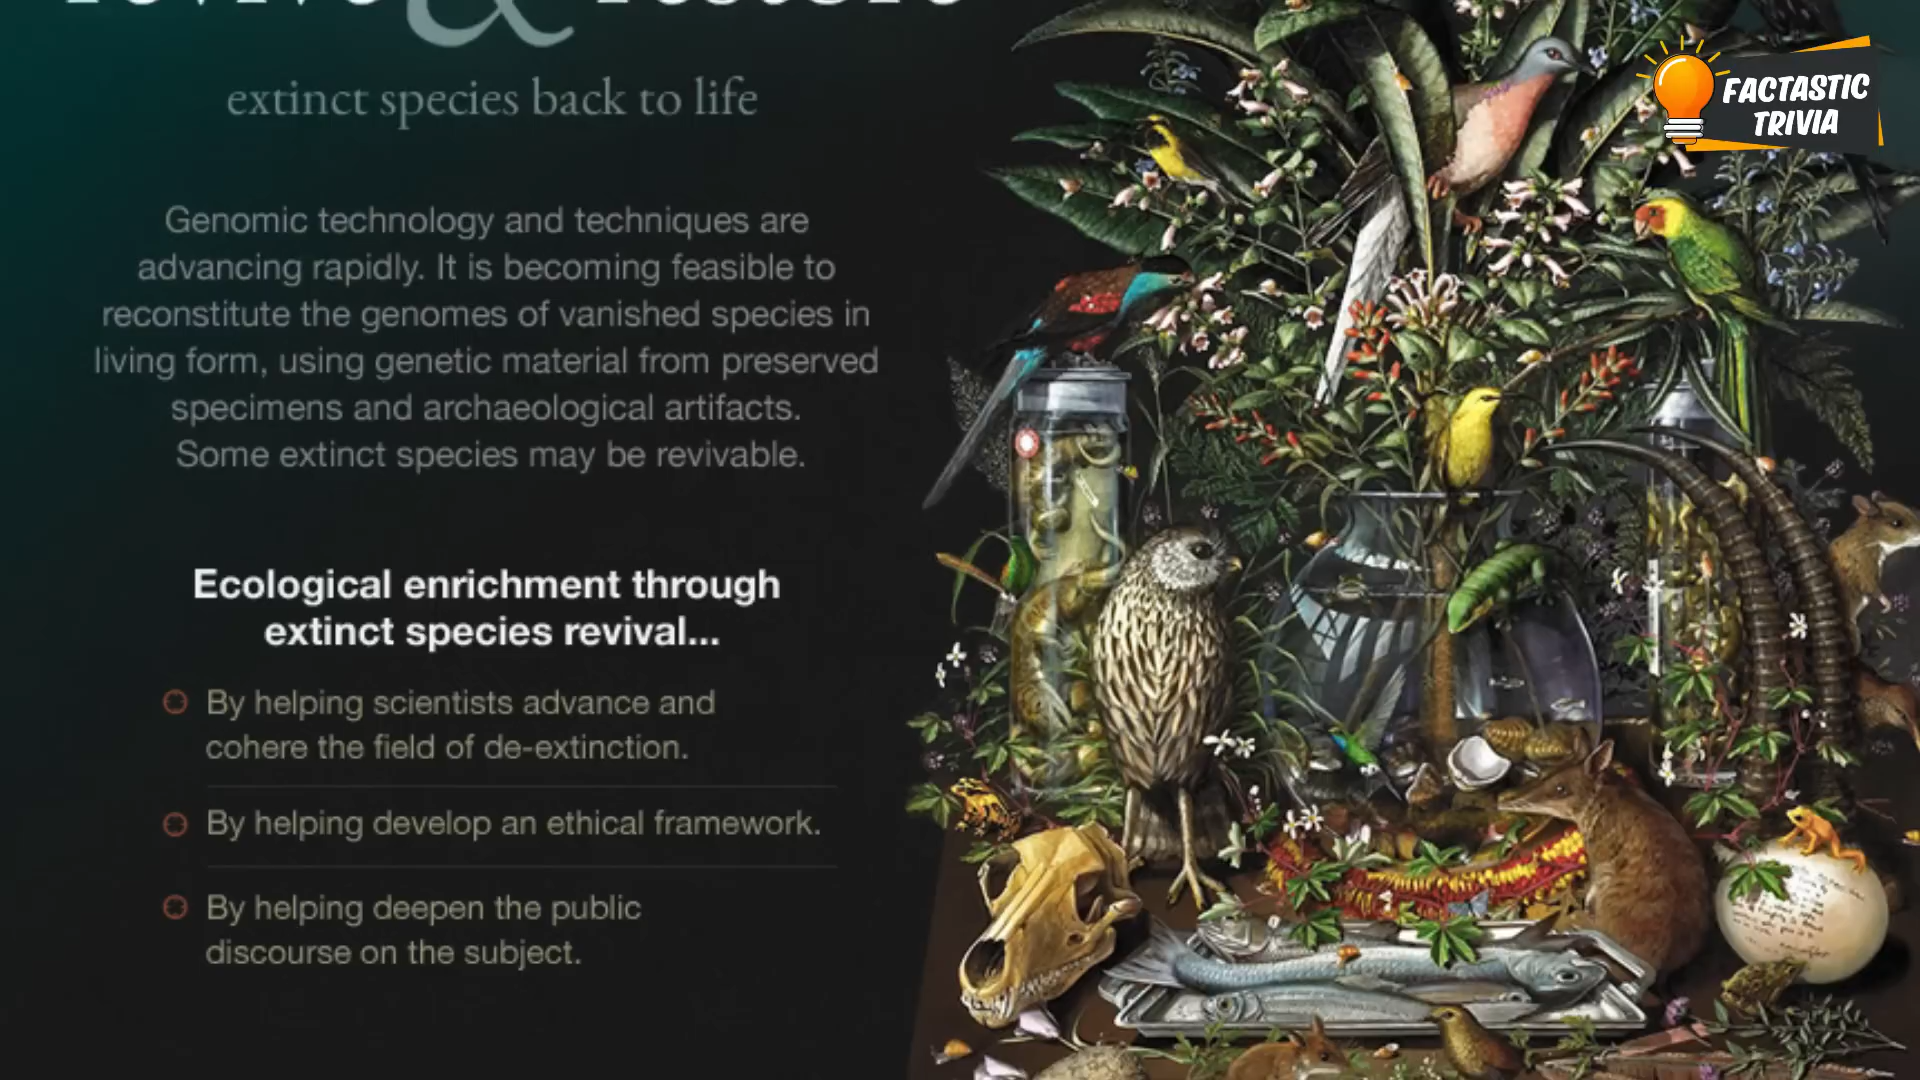 &
extinct species back to life
FACTASTIC
TRIVIA
Genomic technology and techniques are
advancing rapidly. It is becoming feasible to
reconstitute the genomes of vanished species in
living form, using genetic material from preserved
specimens and archaeological artifacts.
Some extinct species may be revivable.
Ecological enrichment through
extinct species revival...
By helping scientists advance and
cohere the field of de-extinction.
By helping develop an ethical framework.
By helping deepen the public
discourse on the subject.